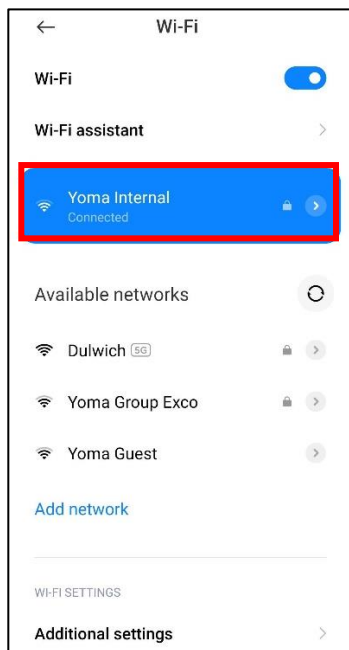 Wi-Fi
Wi-Fi
Wi-Fi assistant
Yoma Internal
Connected
Available networks
Dulwich 5G
Yoma Group Exco
Yoma Guest
Add network
WI-FI SETTINGS
Additional settings